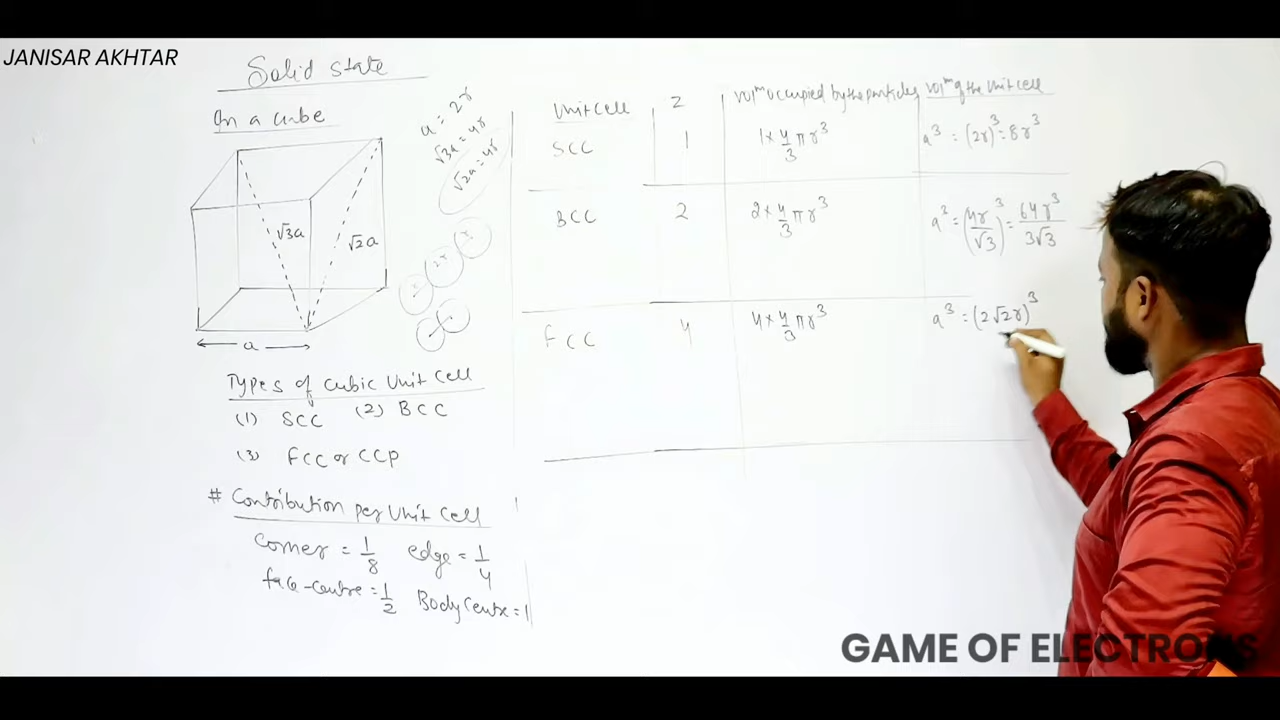 JANISAR AKHTAR
Solid state
In a cube
a = 2r
√3a = 4r
√2a = 4r
√3a
√2a
r
2r
r
a
Types of Cubic Unit Cell
(1) SCC (2) BCC
(3) FCC or CCP
# Contribution per Unit Cell
Corner = 1/8 edge = 1/4
face-centre = 1/2 Body Centre = 1
Unit cell Z volᵐ occupied by the particles volᵐ of the Unit cell
SCC 1 1 × 4/3 πr³ a³ = (2r)³ = 8r³
BCC 2 2 × 4/3 πr³ a³ = (4r/√3)³ = 64r³/3√3
FCC 4 4 × 4/3 πr³ a³ = (2√2r)³
GAME OF ELECTRONS